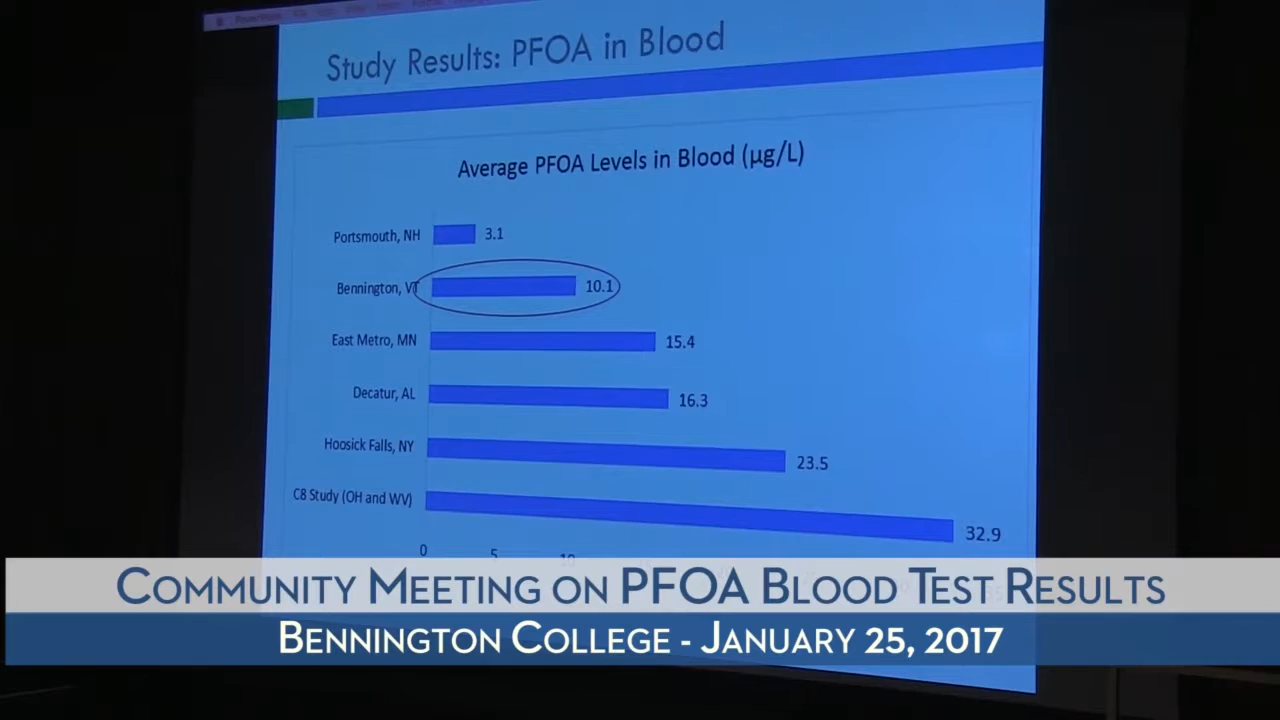 PowerPoint
Study Results: PFOA in Blood
Average PFOA Levels in Blood (µg/L)
Portsmouth, NH 3.1
Bennington, VT 10.1
East Metro, MN 15.4
Decatur, AL 16.3
Hoosick Falls, NY 23.5
C8 Study (OH and WV) 32.9
0 5 10
COMMUNITY MEETING ON PFOA BLOOD TEST RESULTS
BENNINGTON COLLEGE - JANUARY 25, 2017